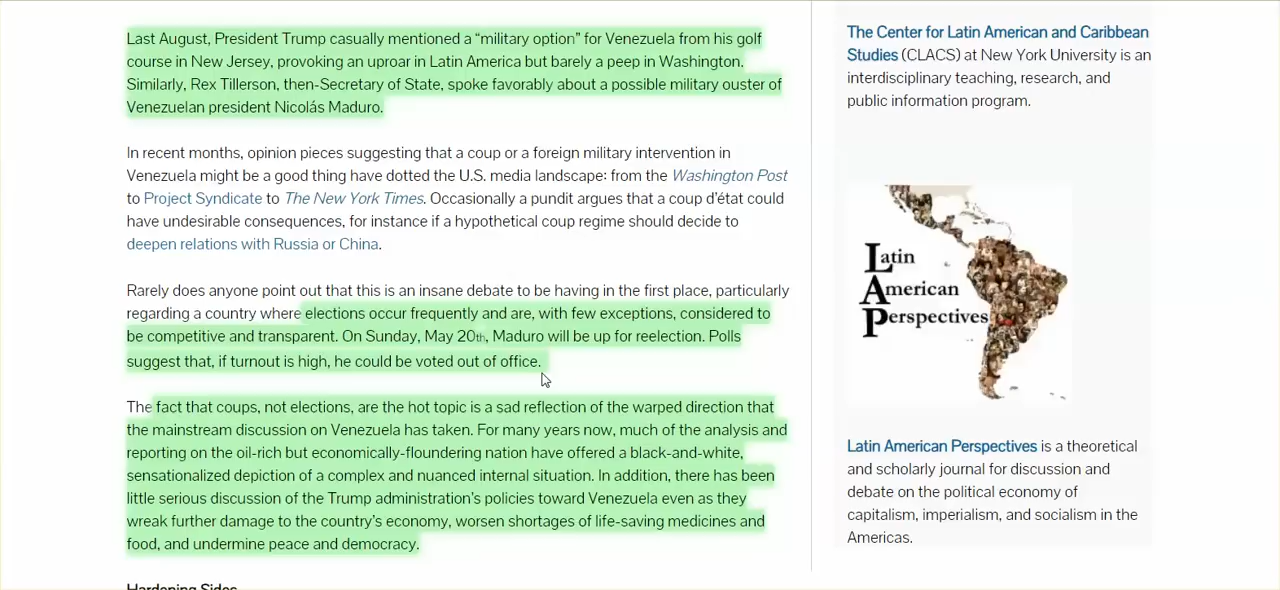 Last August, President Trump casually mentioned a “military option” for Venezuela from his golf
course in New Jersey, provoking an uproar in Latin America but barely a peep in Washington.
Similarly, Rex Tillerson, then-Secretary of State, spoke favorably about a possible military ouster of
Venezuelan president Nicolás Maduro.
In recent months, opinion pieces suggesting that a coup or a foreign military intervention in
Venezuela might be a good thing have dotted the U.S. media landscape: from the Washington Post
to Project Syndicate to The New York Times. Occasionally a pundit argues that a coup d’état could
have undesirable consequences, for instance if a hypothetical coup regime should decide to
deepen relations with Russia or China.
Rarely does anyone point out that this is an insane debate to be having in the first place, particularly
regarding a country where elections occur frequently and are, with few exceptions, considered to
be competitive and transparent. On Sunday, May 20th, Maduro will be up for reelection. Polls
suggest that, if turnout is high, he could be voted out of office.
The fact that coups, not elections, are the hot topic is a sad reflection of the warped direction that
the mainstream discussion on Venezuela has taken. For many years now, much of the analysis and
reporting on the oil-rich but economically-floundering nation have offered a black-and-white,
sensationalized depiction of a complex and nuanced internal situation. In addition, there has been
little serious discussion of the Trump administration’s policies toward Venezuela even as they
wreak further damage to the country’s economy, worsen shortages of life-saving medicines and
food, and undermine peace and democracy.
Hardening Sides
The Center for Latin American and Caribbean
Studies (CLACS) at New York University is an
interdisciplinary teaching, research, and
public information program.
Latin
American
Perspectives
Latin American Perspectives is a theoretical
and scholarly journal for discussion and
debate on the political economy of
capitalism, imperialism, and socialism in the
Americas.